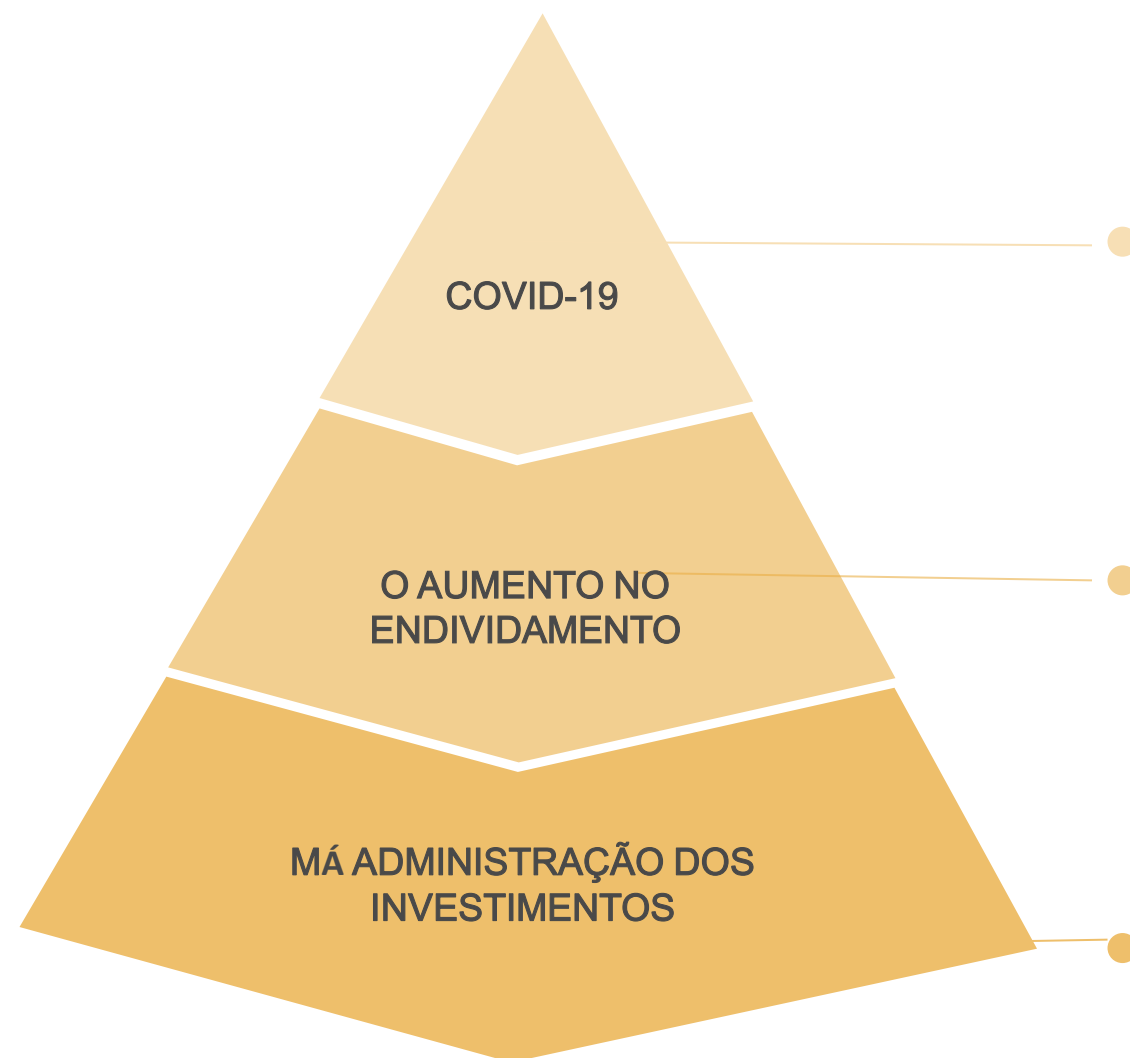 COVID-19
O AUMENTO NO
ENDIVIDAMENTO
MÁ ADMINISTRAÇÃO DOS
INVESTIMENTOS